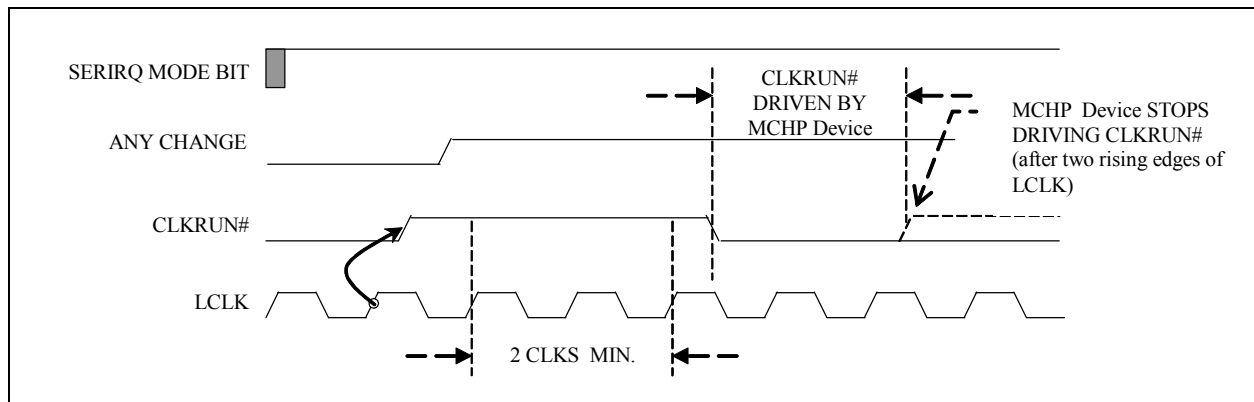 SERIRQ MODE BIT
CLKRUN#
DRIVEN BY
MCHP Device
MCHP Device STOPS
DRIVING CLKRUN#
(after two rising edges of
LCLK)
ANY CHANGE
CLKRUN#
LCLK
2 CLKS MIN.